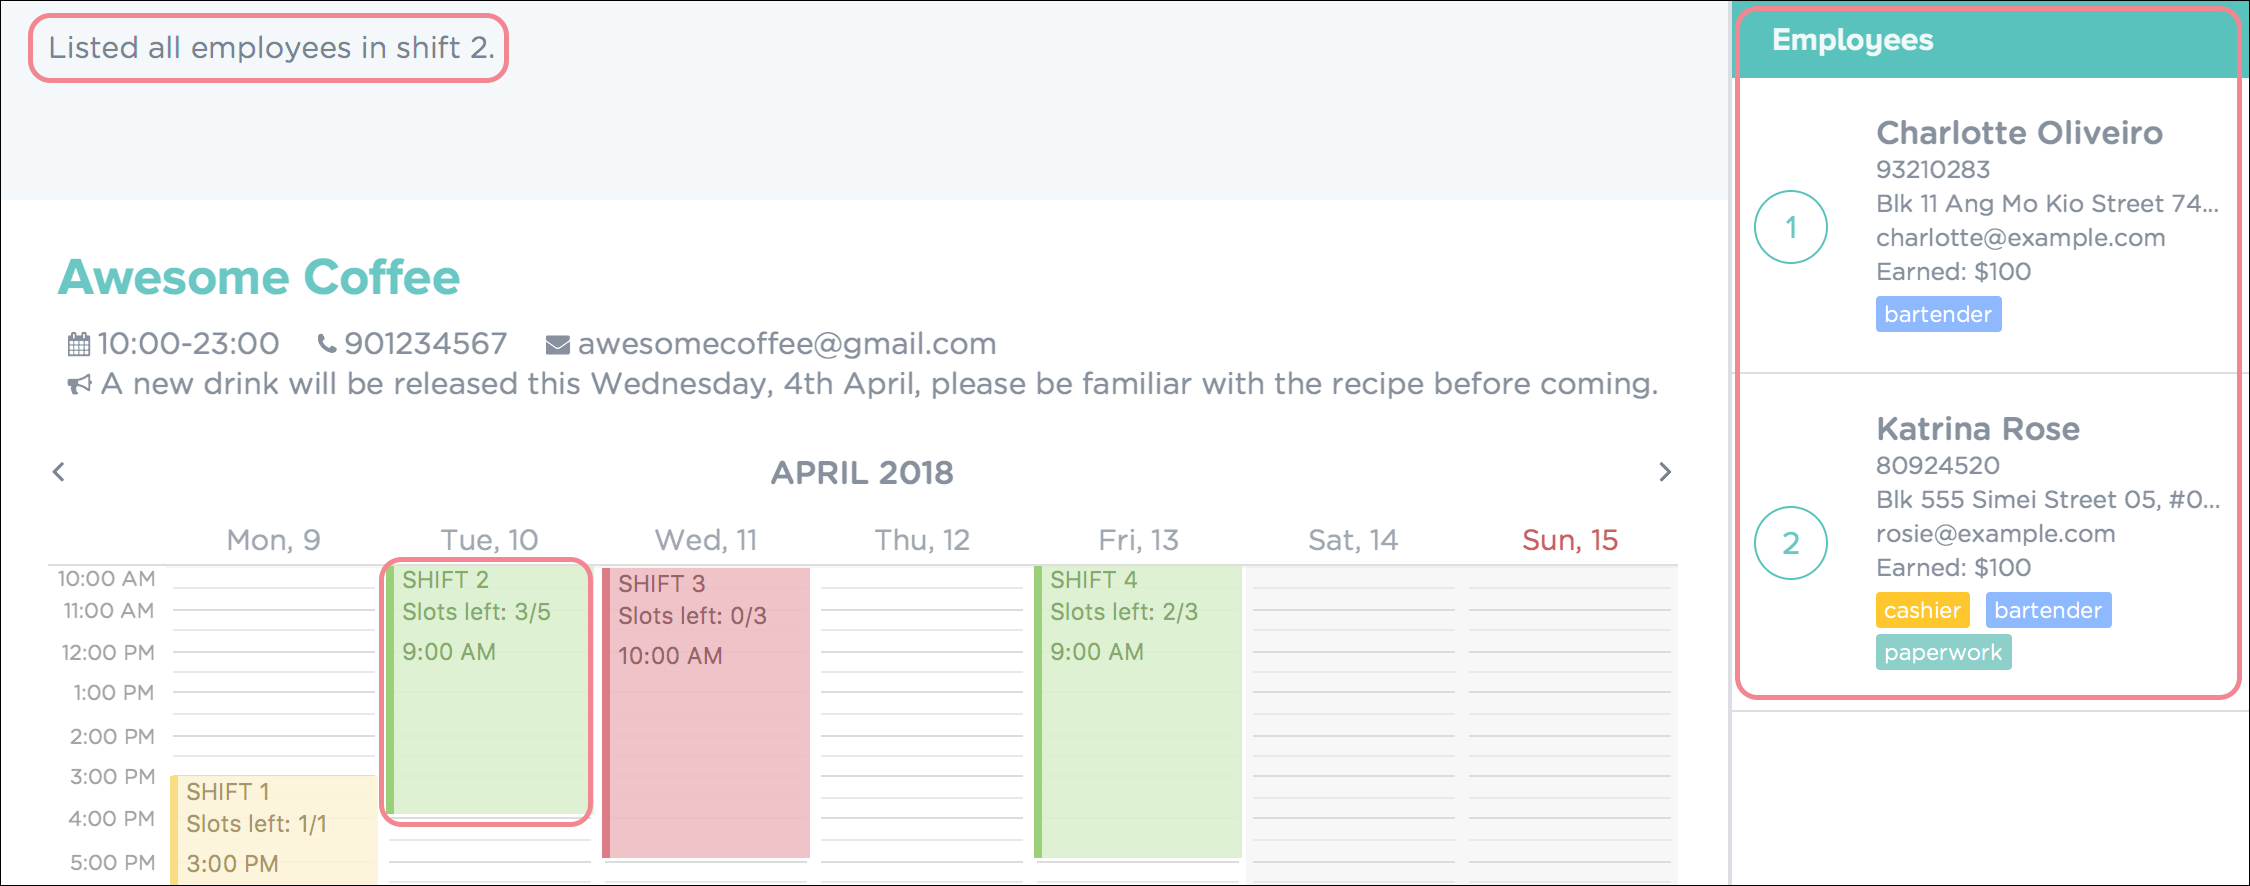 Listed all employees in shift 2.
Awesome Coffee
10:00-23:00 901234567 awesomecoffee@gmail.com
A new drink will be released this Wednesday, 4th April, please be familiar with the recipe before coming.
APRIL 2018
Mon, 9 Tue, 10 Wed, 11 Thu, 12 Fri, 13 Sat, 14 Sun, 15
10:00 AM
11:00 AM
12:00 PM
1:00 PM
2:00 PM
3:00 PM
4:00 PM
5:00 PM
SHIFT 1
Slots left: 1/1
3:00 PM
SHIFT 2
Slots left: 3/5
9:00 AM
SHIFT 3
Slots left: 0/3
10:00 AM
SHIFT 4
Slots left: 2/3
9:00 AM
Employees
1
Charlotte Oliveiro
93210283
Blk 11 Ang Mo Kio Street 74...
charlotte@example.com
Earned: $100
bartender
2
Katrina Rose
80924520
Blk 555 Simei Street 05, #0...
rosie@example.com
Earned: $100
cashier bartender
paperwork